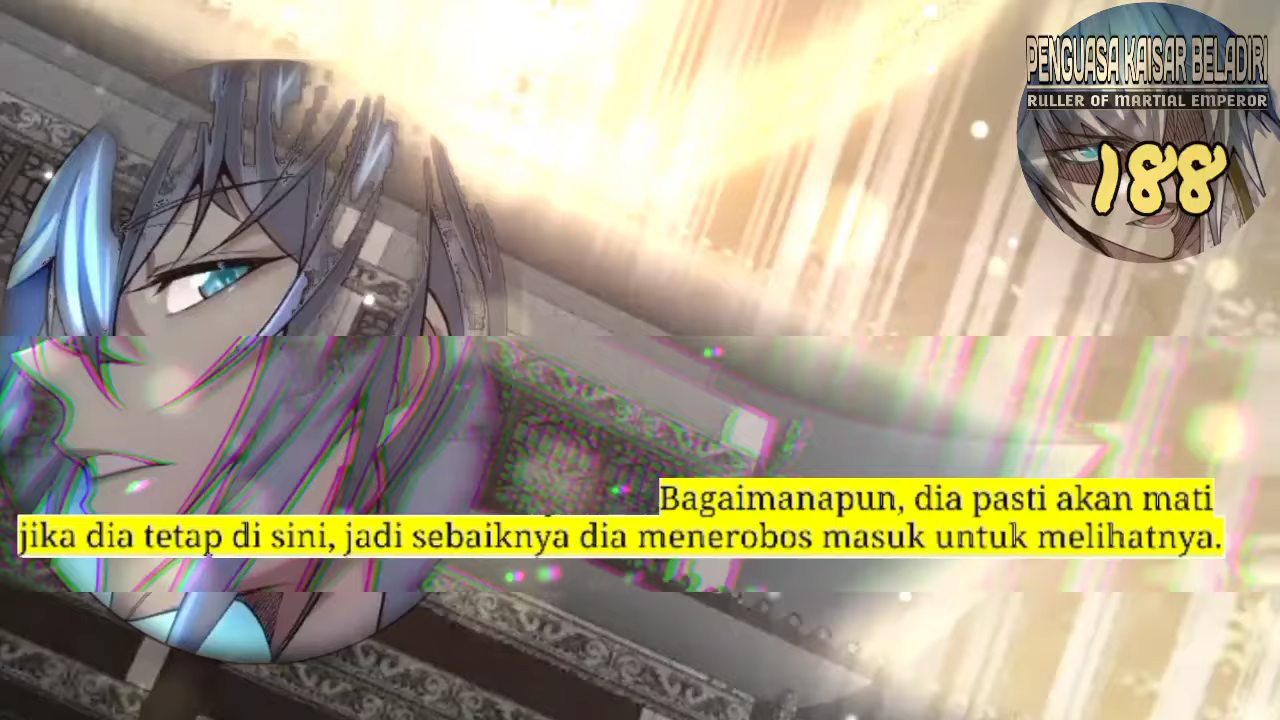 PENGUASA KAISAR BELADIRI
RULLER OF MARTIAL EMPEROR
188
Bagaimanapun, dia pasti akan mati
jika dia tetap di sini, jadi sebaiknya dia menerobos masuk untuk melihatnya.